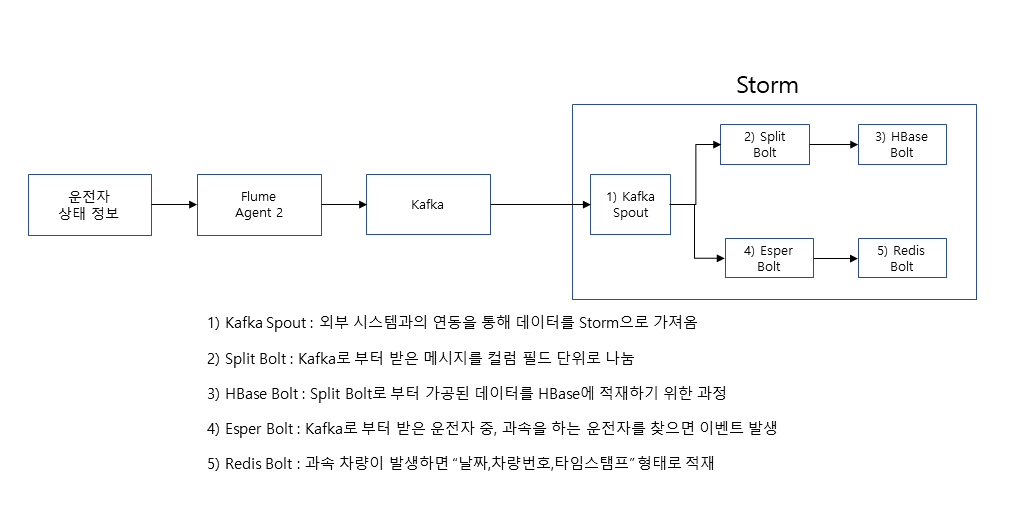 Storm
운전자
상태 정보
Flume
Agent 2
Kafka
1) Kafka
Spout
2) Split
Bolt
3) HBase
Bolt
4) Esper
Bolt
5) Redis
Bolt
1) Kafka Spout : 외부 시스템과의 연동을 통해 데이터를 Storm으로 가져옴
2) Split Bolt : Kafka로 부터 받은 메시지를 컬럼 필드 단위로 나눔
3) HBase Bolt : Split Bolt로 부터 가공된 데이터를 HBase에 적재하기 위한 과정
4) Esper Bolt : Kafka로 부터 받은 운전자 중, 과속을 하는 운전자를 찾으면 이벤트 발생
5) Redis Bolt : 과속 차량이 발생하면 “날짜,차량번호,타임스탬프” 형태로 적재